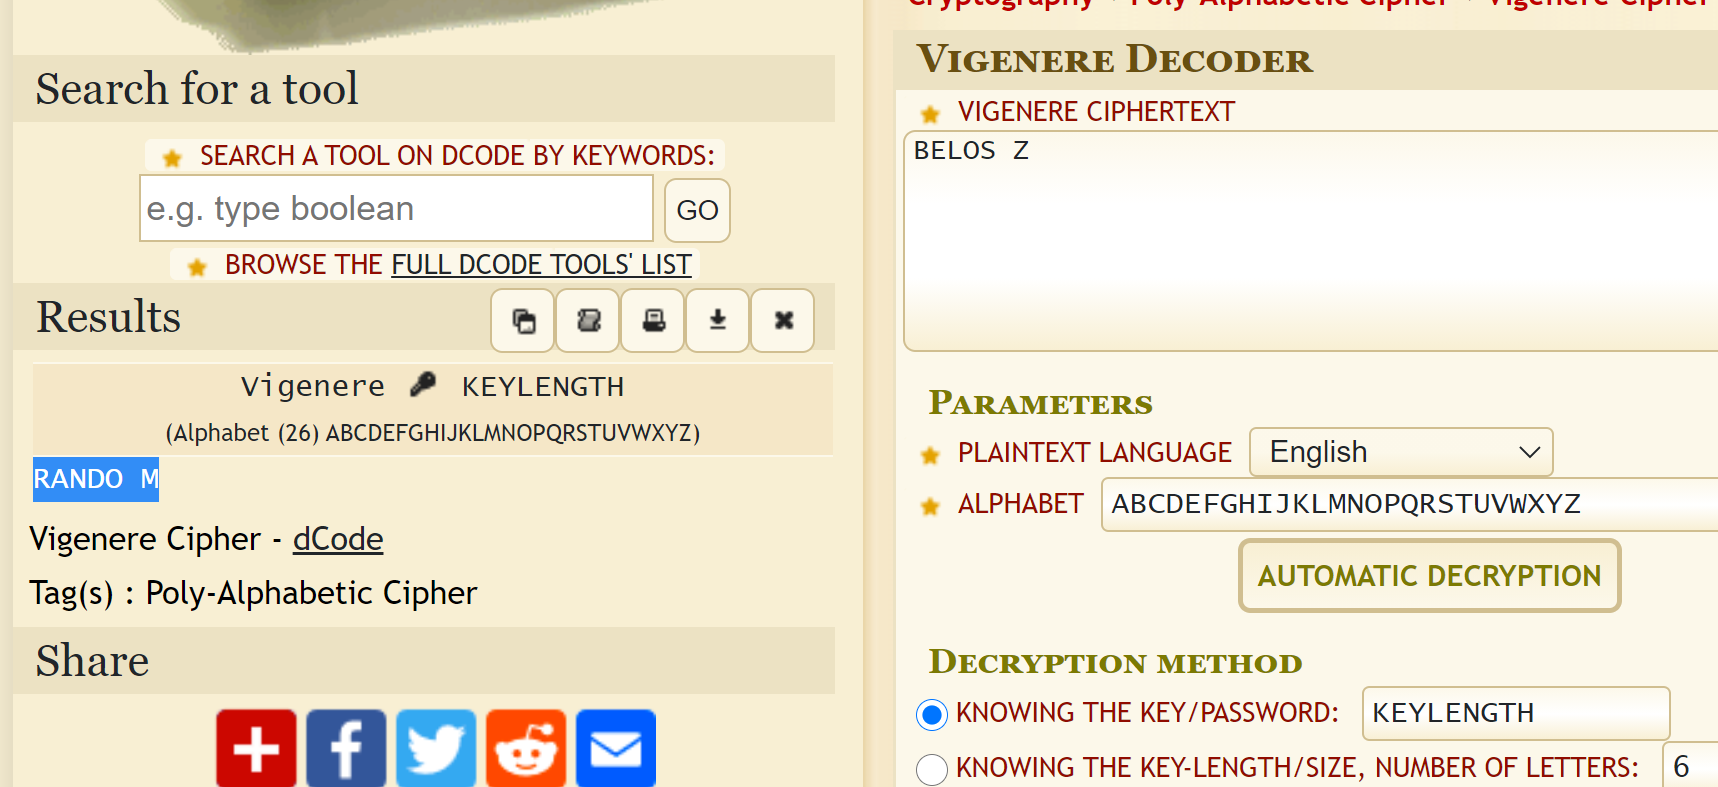 Search for a tool
SEARCH A TOOL ON DCODE BY KEYWORDS:
e.g. type boolean
GO
BROWSE THE FULL DCODE TOOLS' LIST
Results
Vigenere KEYLENGTH
(Alphabet (26) ABCDEFGHIJKLMNOPQRSTUVWXYZ)
RANDO M
Vigenere Cipher - dCode
Tag(s) : Poly-Alphabetic Cipher
Share
Cryptography
Poly-Alphabetic Cipher
Vigenere Cipher
VIGENERE DECODER
VIGENERE CIPHERTEXT
BELOS Z
PARAMETERS
PLAINTEXT LANGUAGE English
ALPHABET ABCDEFGHIJKLMNOPQRSTUVWXYZ
AUTOMATIC DECRYPTION
DECRYPTION METHOD
KNOWING THE KEY/PASSWORD: KEYLENGTH
KNOWING THE KEY-LENGTH/SIZE, NUMBER OF LETTERS: 6